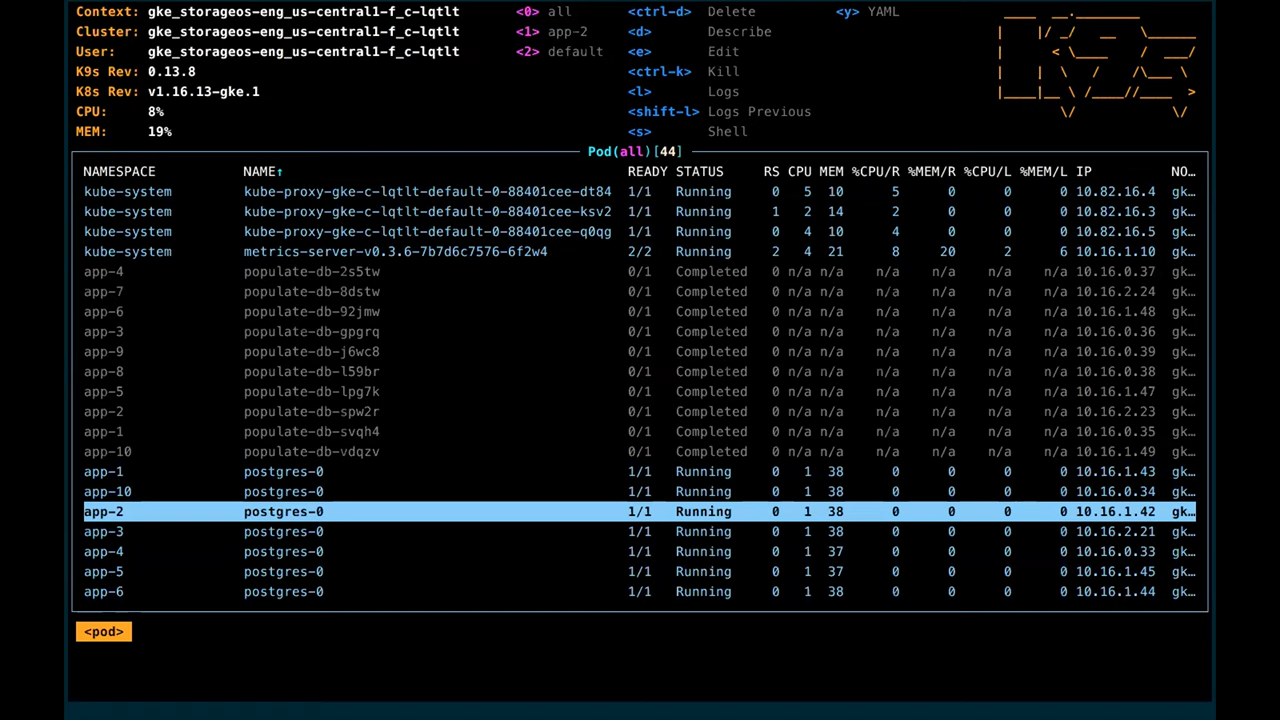 Context: gke_storageos-eng_us-central1-f_c-lqtlt <0> all <ctrl-d> Delete <y> YAML
Cluster: gke_storageos-eng_us-central1-f_c-lqtlt <1> app-2 <d> Describe
User: gke_storageos-eng_us-central1-f_c-lqtlt <2> default <e> Edit
K9s Rev: 0.13.8 <ctrl-k> Kill
K8s Rev: v1.16.13-gke.1 <l> Logs
CPU: 8% <shift-l> Logs Previous
MEM: 19% <s> Shell
Pod(all)[44]
NAMESPACE NAME↑ READY STATUS RS CPU MEM %CPU/R %MEM/R %CPU/L %MEM/L IP NO…
kube-system kube-proxy-gke-c-lqtlt-default-0-88401cee-dt84 1/1 Running 0 5 10 5 0 0 0 10.82.16.4 gk…
kube-system kube-proxy-gke-c-lqtlt-default-0-88401cee-ksv2 1/1 Running 1 2 14 2 0 0 0 10.82.16.3 gk…
kube-system kube-proxy-gke-c-lqtlt-default-0-88401cee-q0qg 1/1 Running 0 4 10 4 0 0 0 10.82.16.5 gk…
kube-system metrics-server-v0.3.6-7b7d6c7576-6f2w4 2/2 Running 2 4 21 8 20 2 6 10.16.1.10 gk…
app-4 populate-db-2s5tw 0/1 Completed 0 n/a n/a n/a n/a n/a n/a 10.16.0.37 gk…
app-7 populate-db-8dstw 0/1 Completed 0 n/a n/a n/a n/a n/a n/a 10.16.2.24 gk…
app-6 populate-db-92jmw 0/1 Completed 0 n/a n/a n/a n/a n/a n/a 10.16.1.48 gk…
app-3 populate-db-gpgrq 0/1 Completed 0 n/a n/a n/a n/a n/a n/a 10.16.0.36 gk…
app-9 populate-db-j6wc8 0/1 Completed 0 n/a n/a n/a n/a n/a n/a 10.16.0.39 gk…
app-8 populate-db-l59br 0/1 Completed 0 n/a n/a n/a n/a n/a n/a 10.16.0.38 gk…
app-5 populate-db-lpg7k 0/1 Completed 0 n/a n/a n/a n/a n/a n/a 10.16.1.47 gk…
app-2 populate-db-spw2r 0/1 Completed 0 n/a n/a n/a n/a n/a n/a 10.16.2.23 gk…
app-1 populate-db-svqh4 0/1 Completed 0 n/a n/a n/a n/a n/a n/a 10.16.0.35 gk…
app-10 populate-db-vdqzv 0/1 Completed 0 n/a n/a n/a n/a n/a n/a 10.16.1.49 gk…
app-1 postgres-0 1/1 Running 0 1 38 0 0 0 0 10.16.1.43 gk…
app-10 postgres-0 1/1 Running 0 1 38 0 0 0 0 10.16.0.34 gk…
app-2 postgres-0 1/1 Running 0 1 38 0 0 0 0 10.16.1.42 gk…
app-3 postgres-0 1/1 Running 0 1 38 0 0 0 0 10.16.2.21 gk…
app-4 postgres-0 1/1 Running 0 1 37 0 0 0 0 10.16.0.33 gk…
app-5 postgres-0 1/1 Running 0 1 37 0 0 0 0 10.16.1.45 gk…
app-6 postgres-0 1/1 Running 0 1 38 0 0 0 0 10.16.1.44 gk…
<pod>